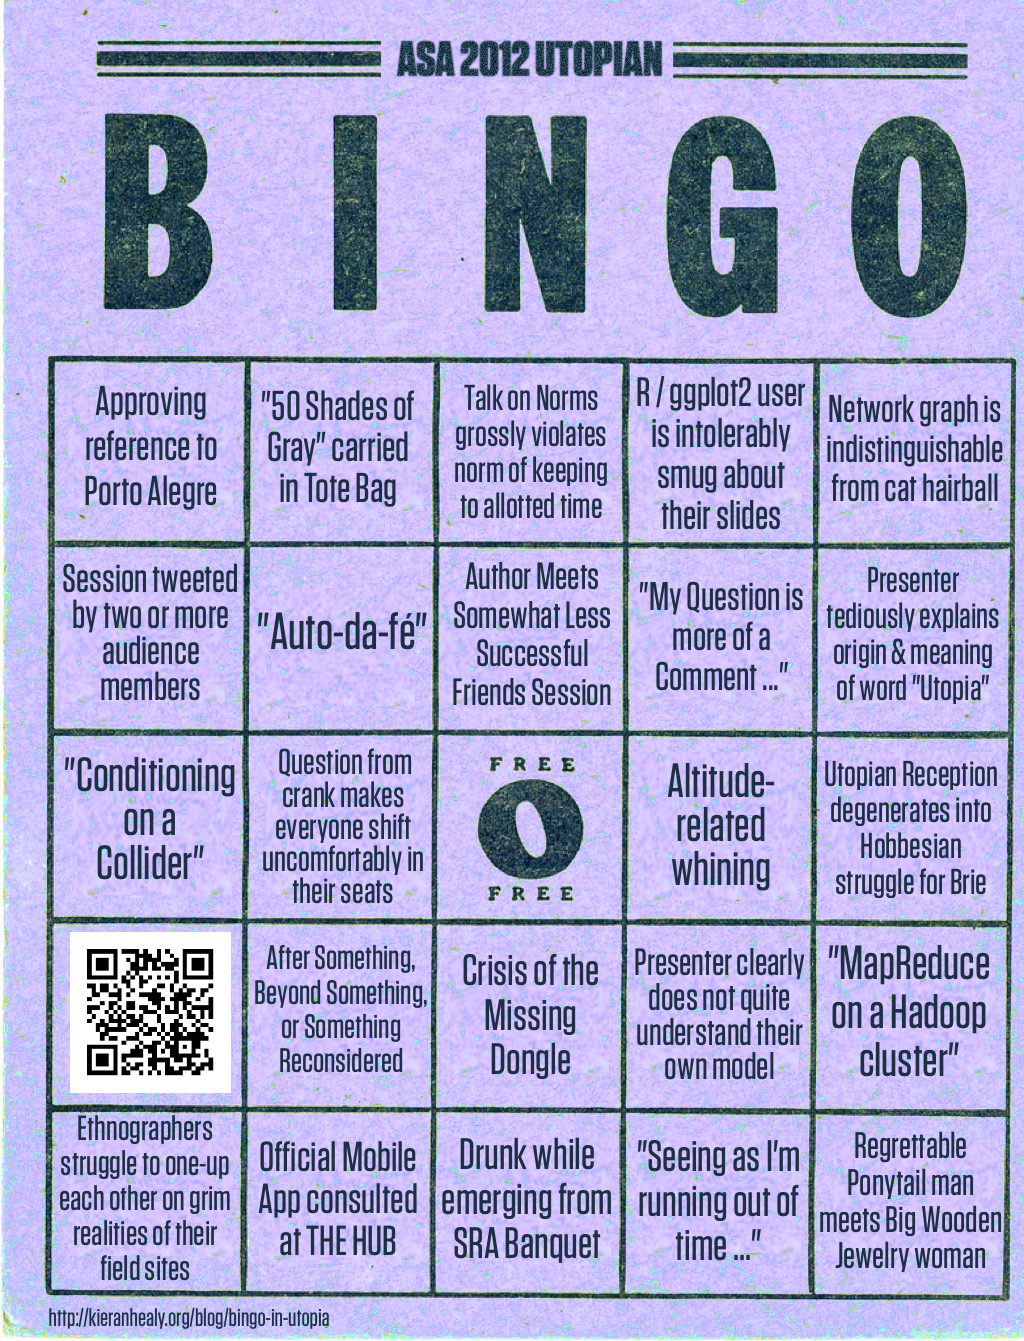 ASA 2012 UTOPIAN
B I N G O
Approving
reference to
Porto Alegre
"50 Shades of
Gray" carried
in Tote Bag
Talk on Norms
grossly violates
norm of keeping
to allotted time
R / ggplot2 user
is intolerably
smug about
their slides
Network graph is
indistinguishable
from cat hairball
Session tweeted
by two or more
audience
members
"Auto-da-fé"
Author Meets
Somewhat Less
Successful
Friends Session
"My Question is
more of a
Comment ..."
Presenter
tediously explains
origin & meaning
of word "Utopia"
"Conditioning
on a
Collider"
Question from
crank makes
everyone shift
uncomfortably in
their seats
FREE
O
FREE
Altitude-
related
whining
Utopian Reception
degenerates into
Hobbesian
struggle for Brie
After Something,
Beyond Something,
or Something
Reconsidered
Crisis of the
Missing
Dongle
Presenter clearly
does not quite
understand their
own model
"MapReduce
on a Hadoop
cluster"
Ethnographers
struggle to one-up
each other on grim
realities of their
field sites
Official Mobile
App consulted
at THE HUB
Drunk while
emerging from
SRA Banquet
"Seeing as I'm
running out of
time ..."
Regrettable
Ponytail man
meets Big Wooden
Jewelry woman
http://kieranhealy.org/blog/bingo-in-utopia